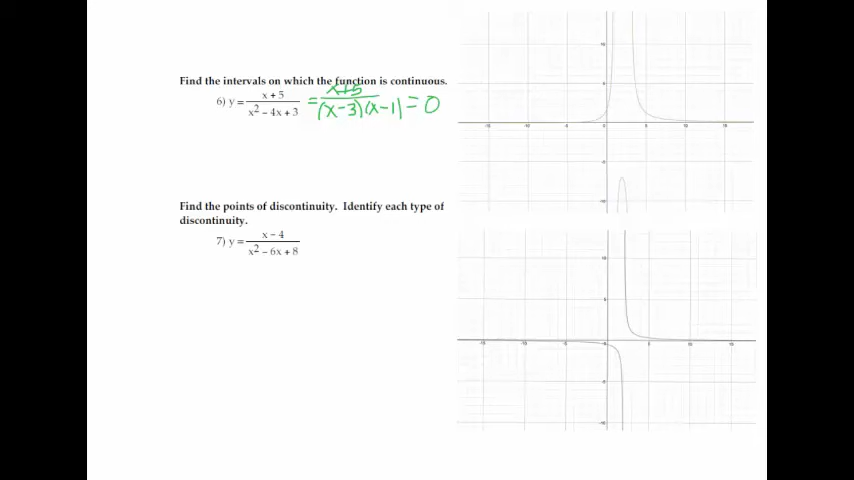 Find the intervals on which the function is continuous.
6) y = (x + 5)/(x² − 4x + 3) = (x+5)/((x−3)(x−1)) = 0
Find the points of discontinuity. Identify each type of
discontinuity.
7) y = (x − 4)/(x² − 6x + 8)